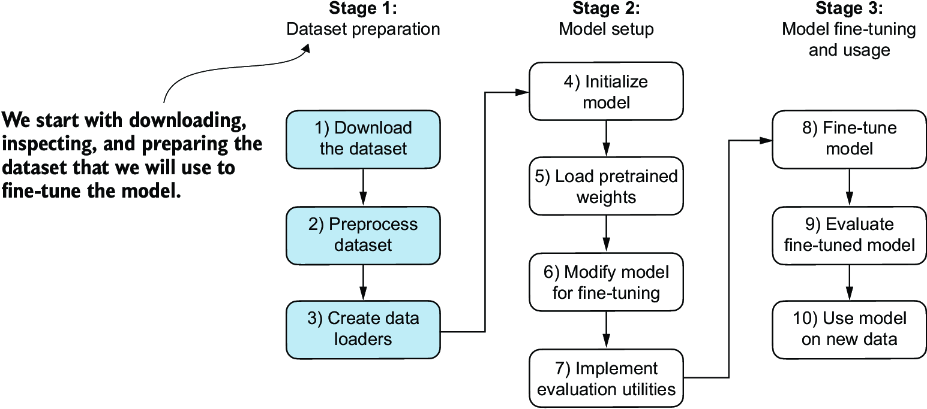 Stage 1:
Dataset preparation
We start with downloading,
inspecting, and preparing the
dataset that we will use to
fine-tune the model.
1) Download
the dataset
2) Preprocess
dataset
3) Create data
loaders
Stage 2:
Model setup
4) Initialize
model
5) Load pretrained
weights
6) Modify model
for fine-tuning
7) Implement
evaluation utilities
Stage 3:
Model fine-tuning
and usage
8) Fine-tune
model
9) Evaluate
fine-tuned model
10) Use model
on new data